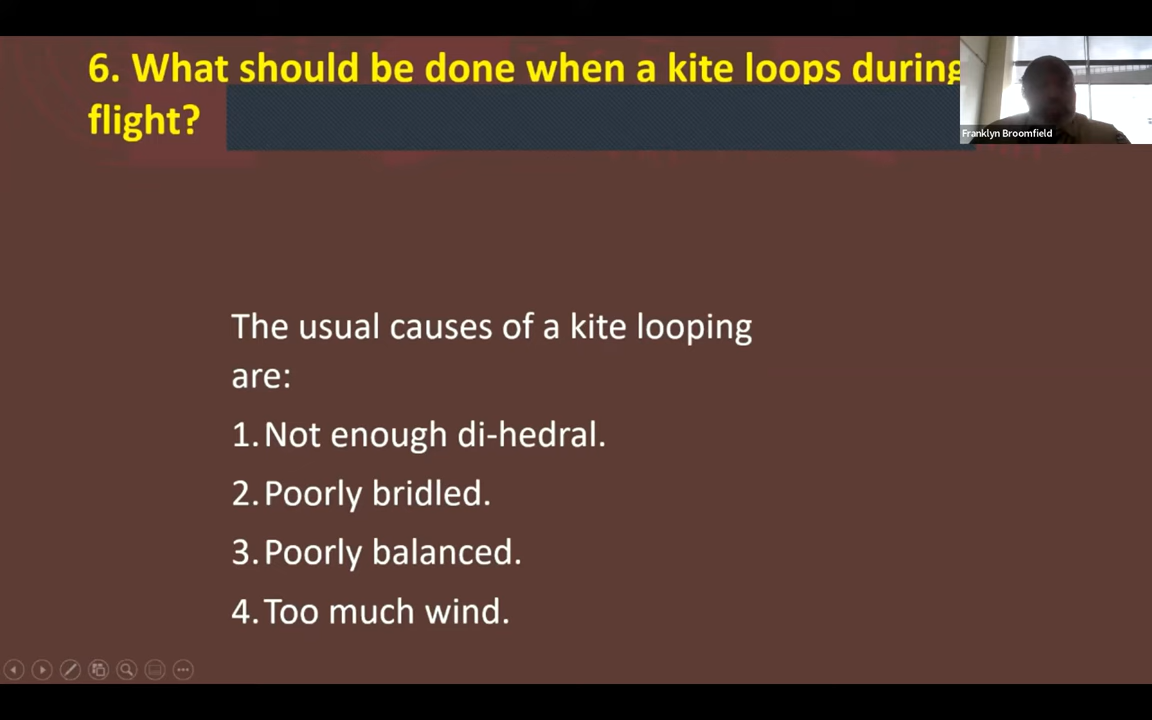 6. What should be done when a kite loops during
flight?
Franklyn Broomfield
The usual causes of a kite looping
are:
1. Not enough di-hedral.
2. Poorly bridled.
3. Poorly balanced.
4. Too much wind.